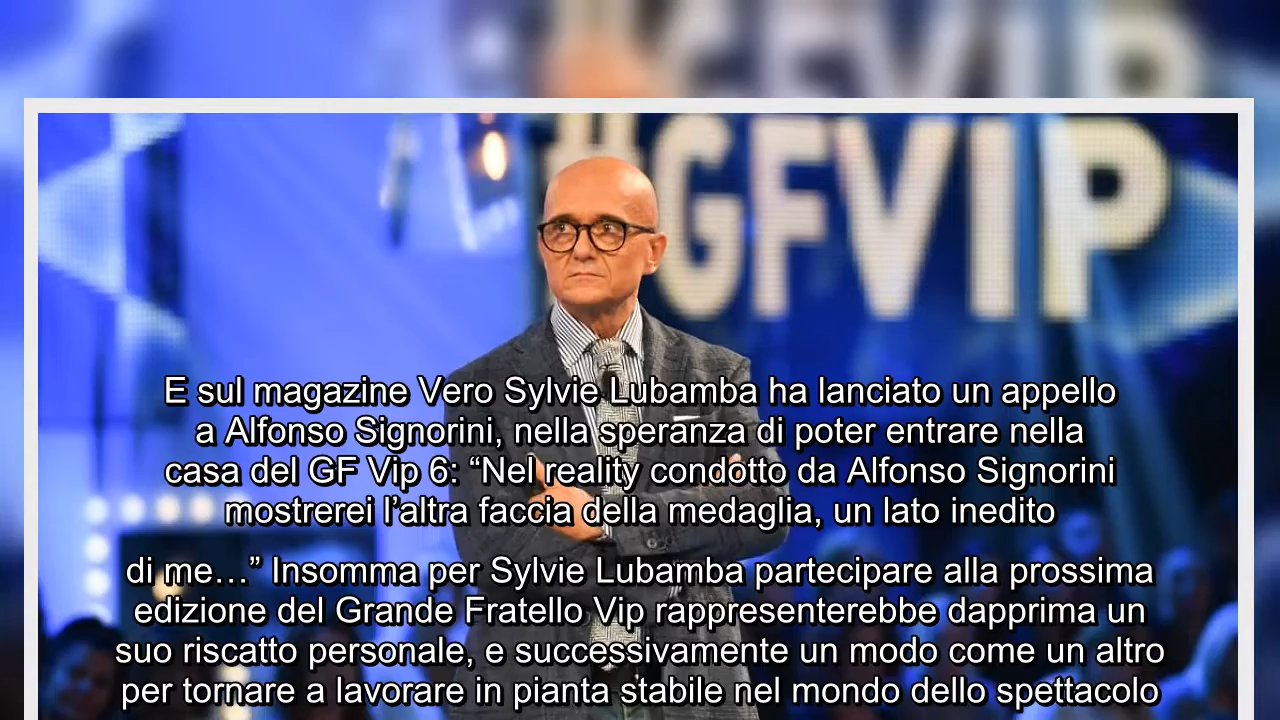 #GFVIP
E sul magazine Vero Sylvie Lubamba ha lanciato un appello
a Alfonso Signorini, nella speranza di poter entrare nella
casa del GF Vip 6: “Nel reality condotto da Alfonso Signorini
mostrerei l’altra faccia della medaglia, un lato inedito
di me…” Insomma per Sylvie Lubamba partecipare alla prossima
edizione del Grande Fratello Vip rappresenterebbe dapprima un
suo riscatto personale, e successivamente un modo come un altro
per tornare a lavorare in pianta stabile nel mondo dello spettacolo